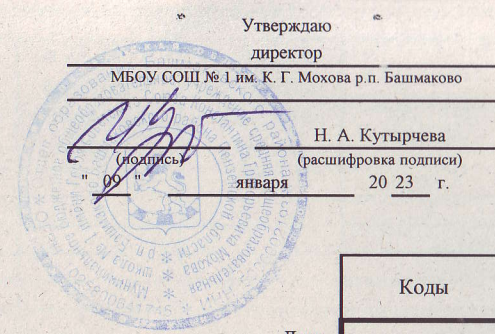 Утверждаю
директор
МБОУ СОШ № 1 им. К. Г. Мохова р.п. Башмаково
Н. А. Кутырчева
(подпись) (расшифровка подписи)
" 09 " января 20 23 г.
Коды